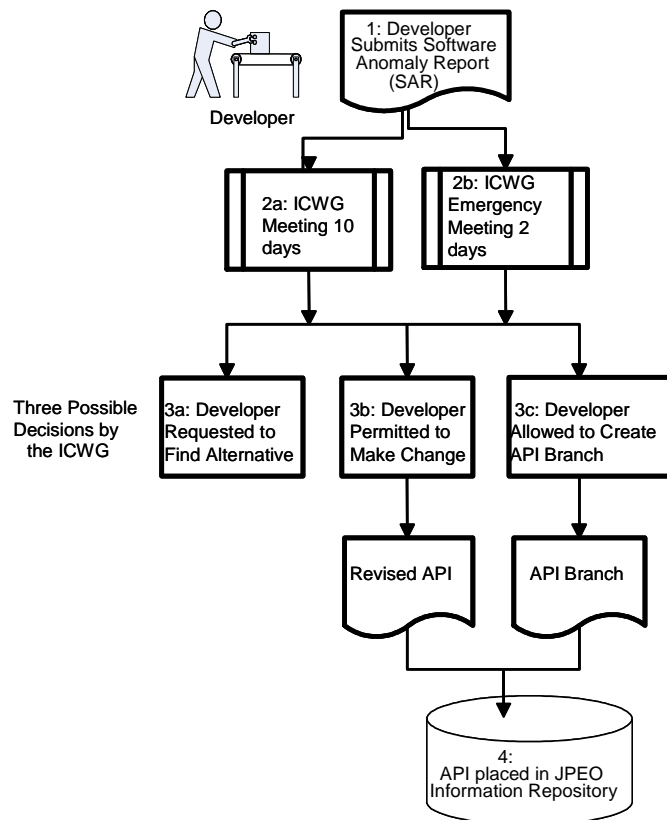 1: Developer
Submits Software
Anomaly Report
(SAR)
Developer
2a: ICWG
Meeting 10
days
2b: ICWG
Emergency
Meeting 2
days
Three Possible
Decisions by
the ICWG
3a: Developer
Requested to
Find Alternative
3b: Developer
Permitted to
Make Change
3c: Developer
Allowed to Create
API Branch
Revised API
API Branch
4:
API placed in JPEO
Information Repository